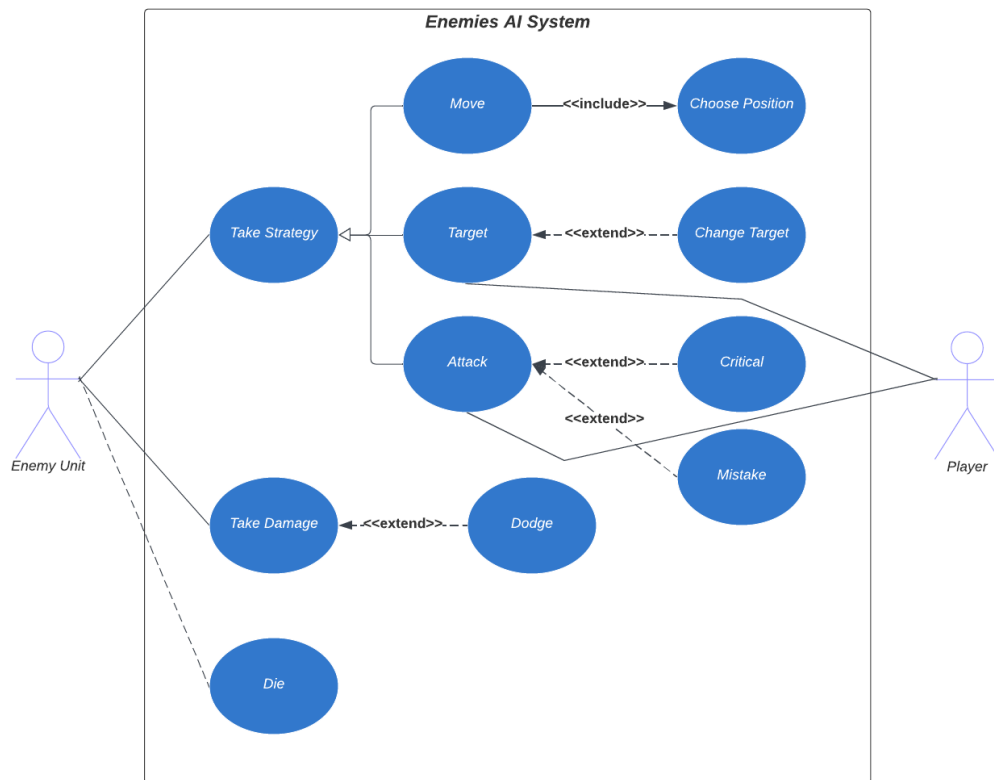 Enemies AI System
Move
<<include>>
Choose Position
Take Strategy
Target
<<extend>>
Change Target
Attack
<<extend>>
Critical
<<extend>>
Enemy Unit
Player
Mistake
Take Damage
<<extend>>
Dodge
Die